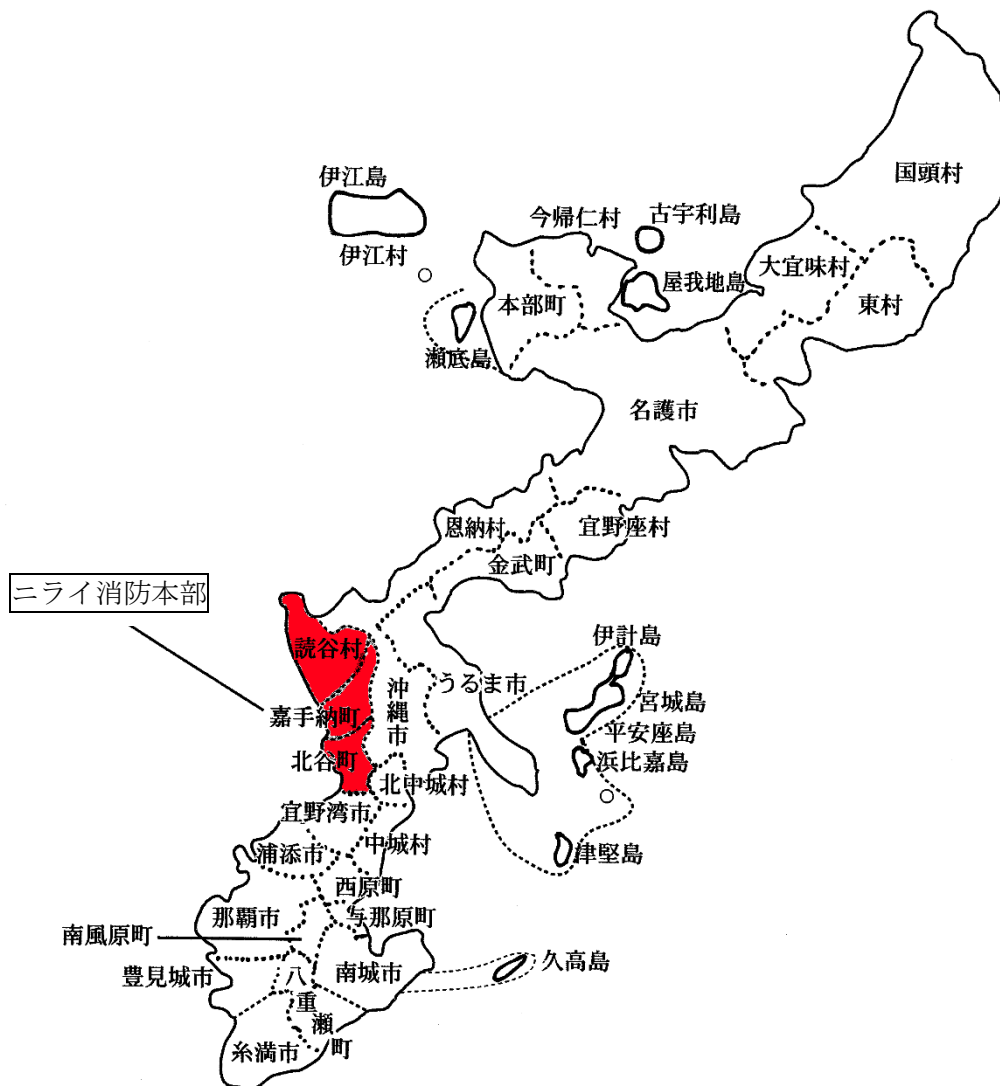 国頭村
伊江島
古宇利島
今帰仁村
伊江村
大宜味村
屋我地島
本部町
東村
瀬底島
名護市
恩納村
宜野座村
金武町
ニライ消防本部
伊計島
読谷村
うるま市
沖縄市
宮城島
嘉手納町
平安座島
北谷町
浜比嘉島
北中城村
宜野湾市
中城村
浦添市
津堅島
西原町
那覇市
与那原町
南風原町
久高島
豊見城市
南城市
八重瀬町
糸満市